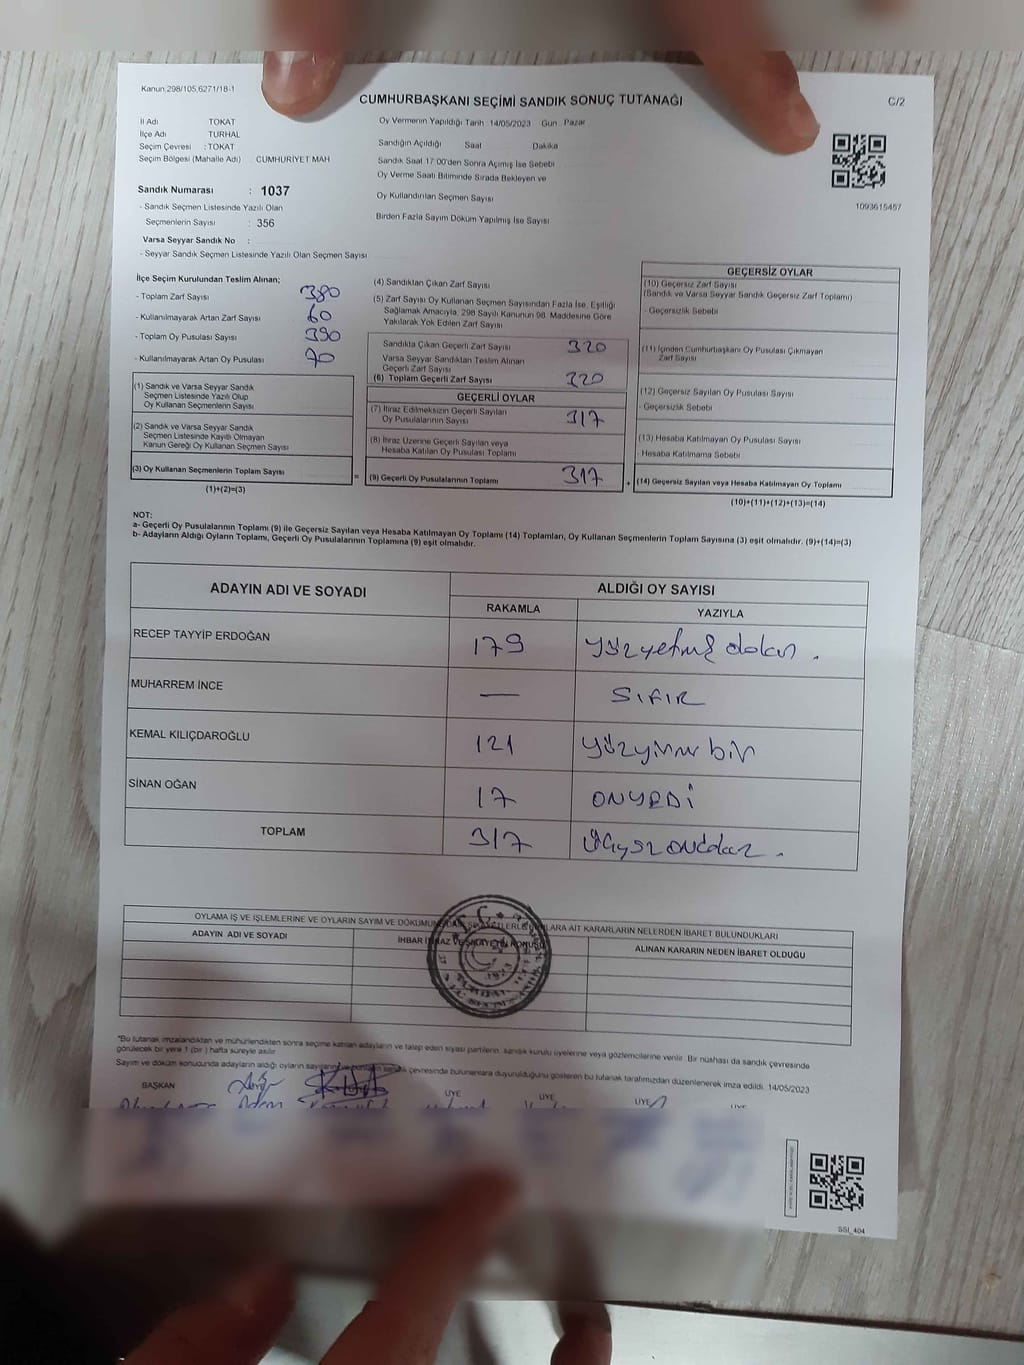 Kanun,298/105,6271/18-1
CUMHURBAŞKANI SEÇİMİ SANDIK SONUÇ TUTANAĞI
C/2
İl Adı TOKAT
İlçe Adı TURHAL
Seçim Çevresi : TOKAT
Seçim Bölgesi (Mahalle Adı) CUMHURİYET MAH
Sandık Numarası : 1037
- Sandık Seçmen Listesinde Yazılı Olan
Seçmenlerin Sayısı : 356
Varsa Seyyar Sandık No :
- Seyyar Sandık Seçmen Listesinde Yazılı Olan Seçmen Sayısı
Oy Vermenin Yapıldığı Tarih 14/05/2023 Gün Pazar
Sandığın Açıldığı Saat Dakika
Sandık Saat 17:00'den Sonra Açımış İse Sebebi
Oy Verme Saati Bitiminde Sırada Bekleyen ve
Oy Kullandırılan Seçmen Sayısı
Birden Fazla Sayım Döküm Yapılmış İse Sayısı
1093615457
İlçe Seçim Kurulundan Teslim Alınan;
- Toplam Zarf Sayısı 380
- Kullanılmayarak Artan Zarf Sayısı 60
- Toplam Oy Pusulası Sayısı 390
- Kullanılmayarak Artan Oy Pusulası 70
(1) Sandık ve Varsa Seyyar Sandık
Seçmen Listesinde Yazılı Olup
Oy Kullanan Seçmenlerin Sayısı
(2) Sandık ve Varsa Seyyar Sandık
Seçmen Listesinde Kayıtlı Olmayan
Kanun Gereği Oy Kullanan Seçmen Sayısı
(3) Oy Kullanan Seçmenlerin Toplam Sayısı
(1)+(2)=(3)
=
(4) Sandıktan Çıkan Zarf Sayısı
(5) Zarf Sayısı Oy Kullanan Seçmen Sayısından Fazla İse, Eşitliği
Sağlamak Amacıyla, 298 Sayılı Kanunun 98. Maddesine Göre
Yakılarak Yok Edilen Zarf Sayısı
Sandıkta Çıkan Geçerli Zarf Sayısı 320
Varsa Seyyar Sandıktan Teslim Alınan
Geçerli Zarf Sayısı
(6) Toplam Geçerli Zarf Sayısı 320
GEÇERLİ OYLAR
(7) İtiraz Edilmeksizin Geçerli Sayılan
Oy Pusulalarının Sayısı 317
(8) İtiraz Üzerine Geçerli Sayılan veya
Hesaba Katılan Oy Pusulası Toplamı
(9) Geçerli Oy Pusulalarının Toplamı 317
+
GEÇERSİZ OYLAR
(10) Geçersiz Zarf Sayısı
(Sandık ve Varsa Seyyar Sandık Geçersiz Zarf Toplamı)
- Geçersizlik Sebebi
(11) İçinden Cumhurbaşkanı Oy Pusulası Çıkmayan
Zarf Sayısı
(12) Geçersiz Sayılan Oy Pusulası Sayısı
- Geçersizlik Sebebi
(13) Hesaba Katılmayan Oy Pusulası Sayısı
- Hesaba Katılmama Sebebi
(14) Geçersiz Sayılan veya Hesaba Katılmayan Oy Toplamı
(10)+(11)+(12)+(13)=(14)
NOT:
a- Geçerli Oy Pusulalarının Toplamı (9) ile Geçersiz Sayılan veya Hesaba Katılmayan Oy Toplamı (14) Toplamları, Oy Kullanan Seçmenlerin Toplam Sayısına (3) eşit olmalıdır. (9)+(14)=(3)
b- Adayların Aldığı Oyların Toplamı, Geçerli Oy Pusulalarının Toplamına (9) eşit olmalıdır.
ADAYIN ADI VE SOYADI ALDIĞI OY SAYISI
RAKAMLA YAZIYLA
RECEP TAYYİP ERDOĞAN 179 yüzyetmiş dokuz.
MUHARREM İNCE — SIFIR
KEMAL KILIÇDAROĞLU 121 yüzyirmi bir
SİNAN OĞAN 17 ONYEDİ
TOPLAM 317
OYLAMA İŞ VE İŞLEMLERİNE VE OYLARIN SAYIM VE DÖKÜMÜNE AİT KARARLARIN NELERDEN İBARET BULUNDUKLARI
ADAYIN ADI VE SOYADI
İHBAR İTİRAZ VE ŞİKAYETİN KONUSU
ALINAN KARARIN NEDEN İBARET OLDUĞU
*Bu tutanak imzalandıktan ve mühürlendikten sonra seçime katılan adayların ve talep eden siyasi partilerin sandık kurulu üyelerine veya gözlemcilerine verilir. Bir nüshası da sandık çevresinde
görülecek bir yere 1 (bir) hafta süreyle asılır
Sayım ve döküm sonucunda adayların aldığı oyların sandık çevresinde bulunanlara duyurulduğunu gösteren bu tutanak tarafımızdan düzenlenerek imza edildi. 14/05/2023
BAŞKAN ÜYE ÜYE ÜYE ÜYE
Adem
SSİ_404